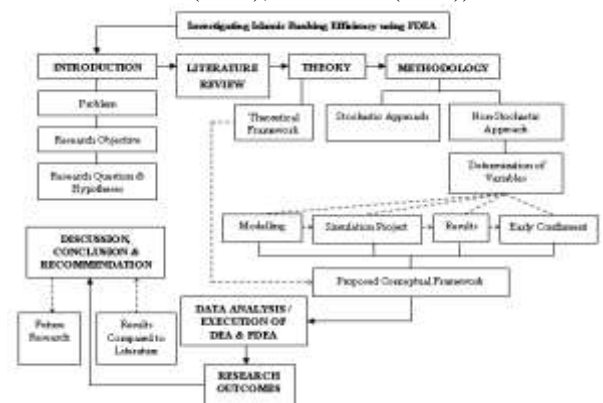 Investigating Islamic Banking Efficiency using FDEA
INTRODUCTION
LITERATURE
REVIEW
THEORY
METHODOLOGY
Problem
Research Objective
Research Question &
Hypotheses
Theoretical
Framework
Stochastic Approach
Non-Stochastic
Approach
Determination of
Variables
Modelling
Simulation Project
Results
Early Confinment
Proposed Conceptual Framework
DISCUSSION,
CONCLUSION &
RECOMMENDATION
Future
Research
Results
Compared to
Literature
DATA ANALYSIS /
EXECUTION OF
DEA & FDEA
RESEARCH
OUTCOMES